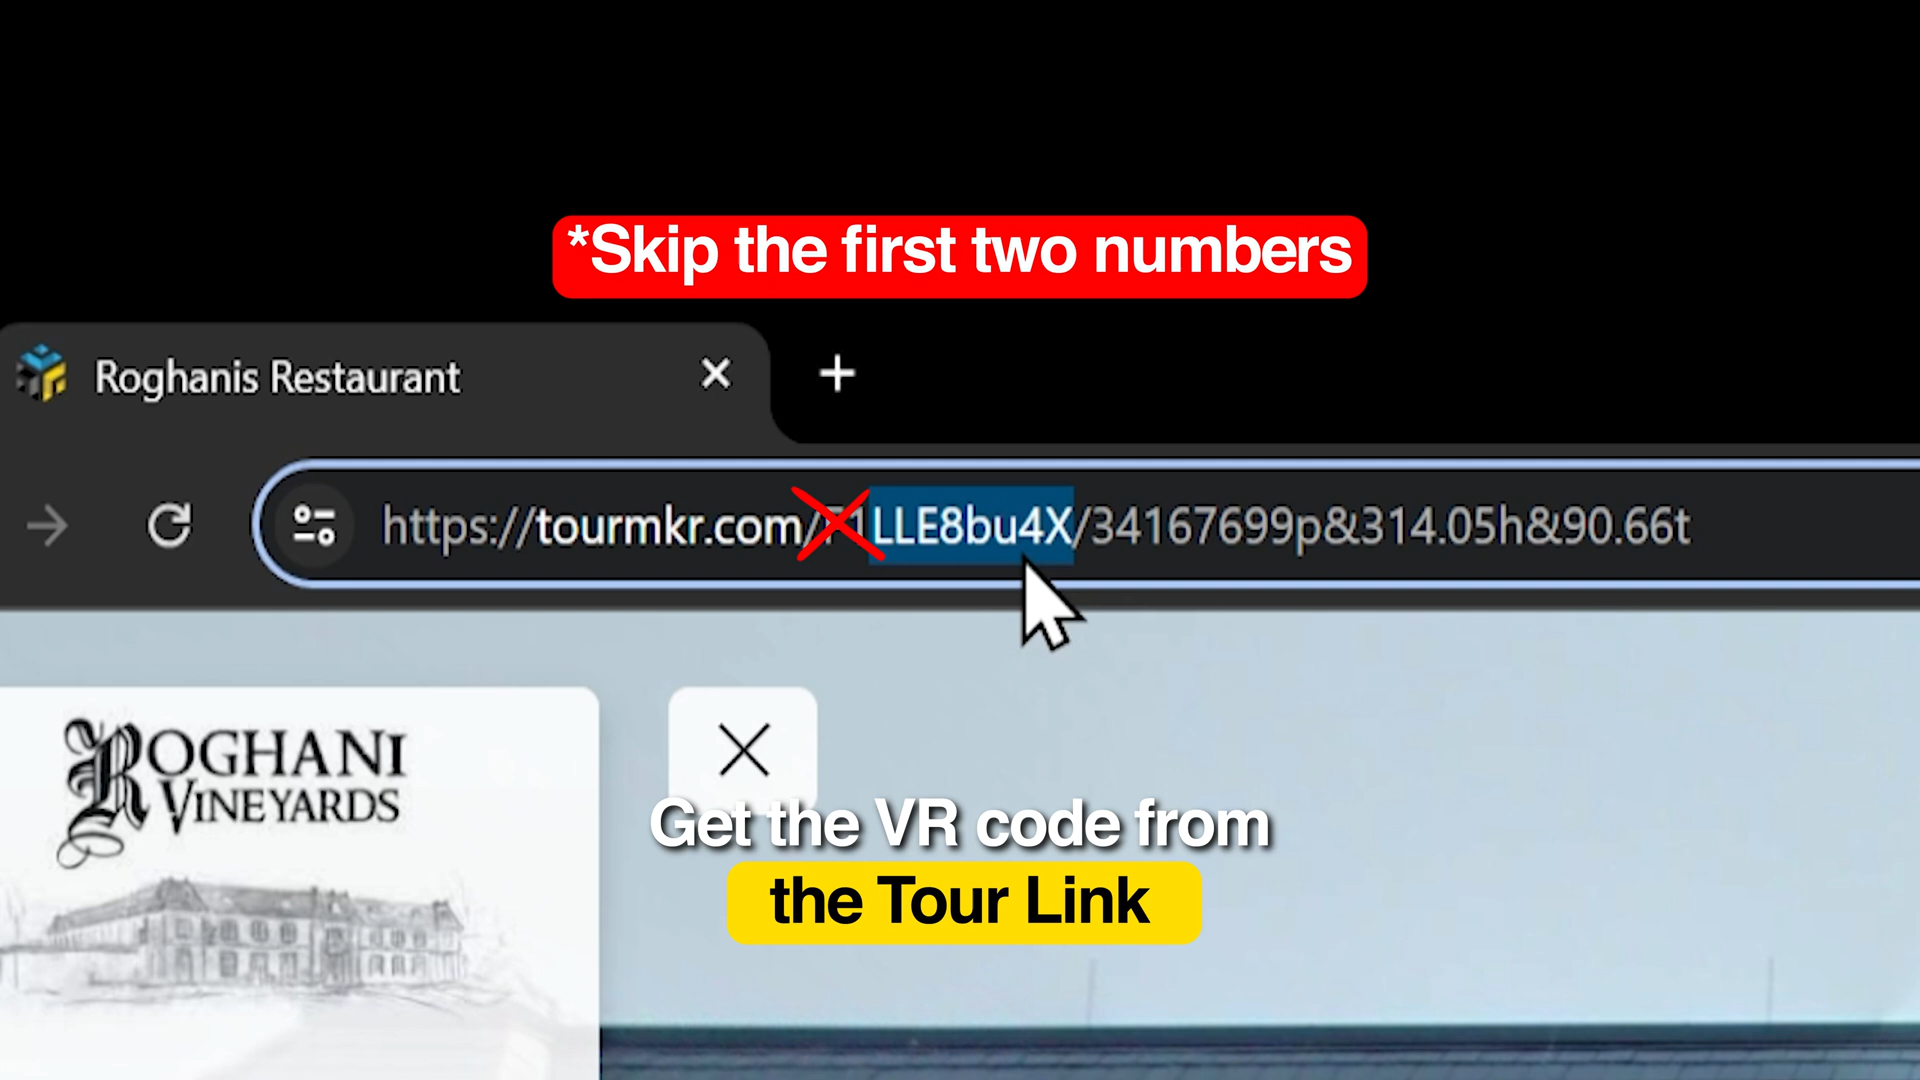 *Skip the first two numbers
Roghanis Restaurant
https://tourmkr.com/F1LLE8bu4X/34167699p&314.05h&90.66t
ROGHANI
VINEYARDS
Get the VR code from
the Tour Link